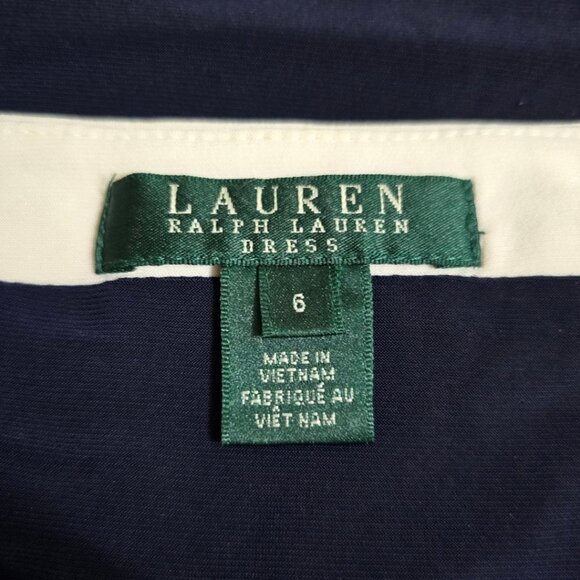 LAUREN
RALPH LAUREN
DRESS
6
MADE IN
VIETNAM
FABRIQUÉ AU
VIÊT NAM